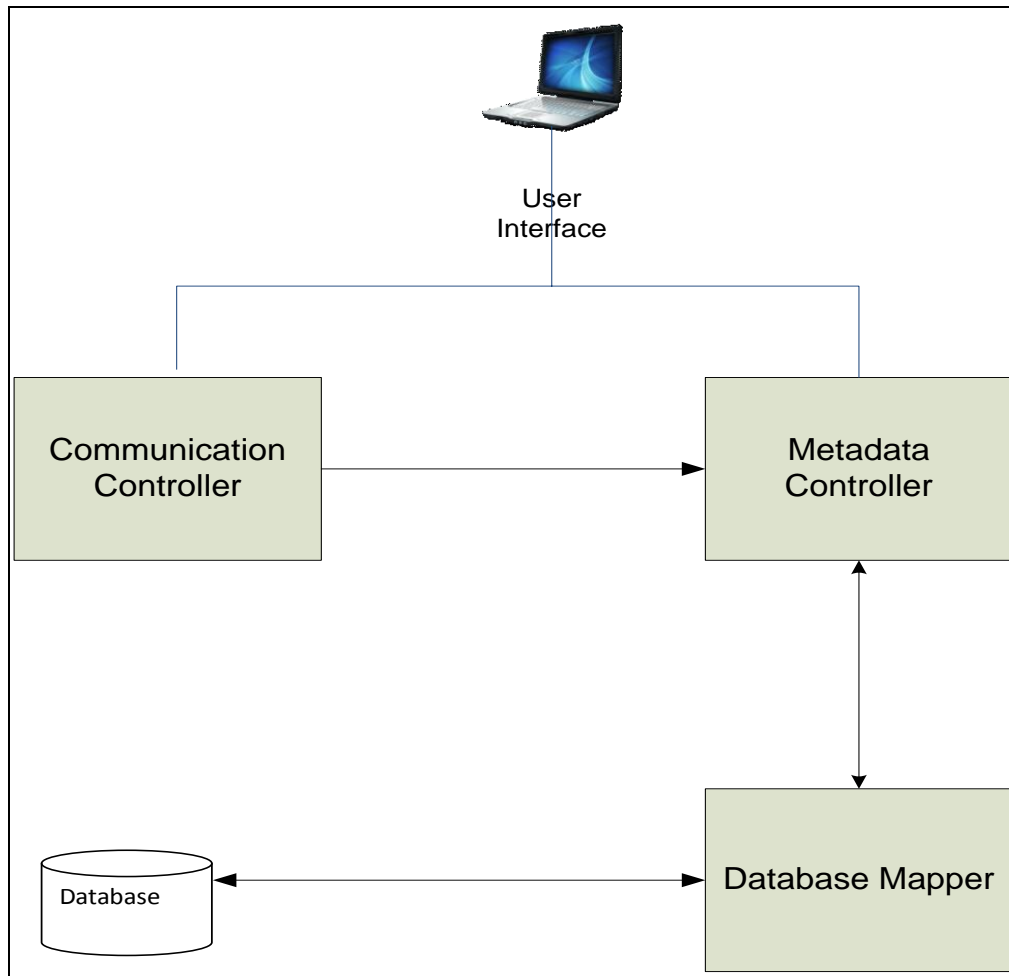 User
Interface
Communication
Controller
Metadata
Controller
Database
Database Mapper